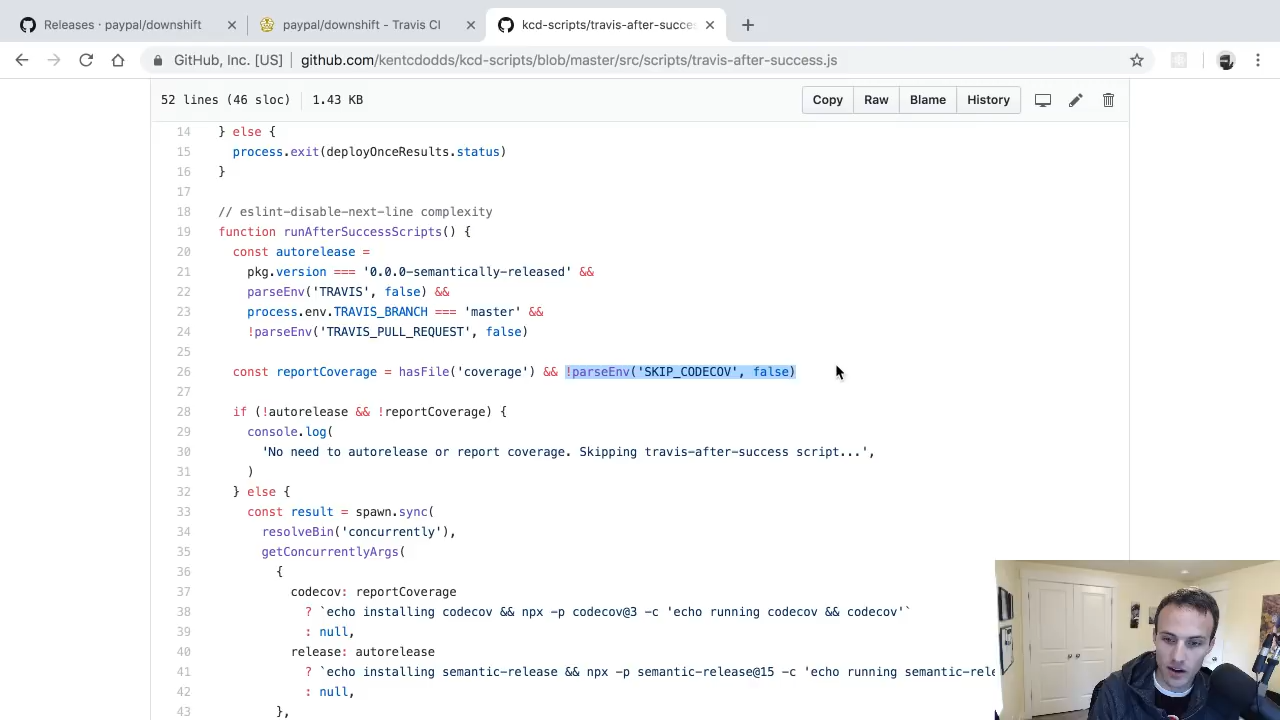 Releases · paypal/downshift
paypal/downshift - Travis CI
kcd-scripts/travis-after-succe
GitHub, Inc. [US] github.com/kentcdodds/kcd-scripts/blob/master/src/scripts/travis-after-success.js
52 lines (46 sloc) 1.43 KB Copy Raw Blame History
14 } else {
15 process.exit(deployOnceResults.status)
16 }
17
18 // eslint-disable-next-line complexity
19 function runAfterSuccessScripts() {
20 const autorelease =
21 pkg.version === '0.0.0-semantically-released' &&
22 parseEnv('TRAVIS', false) &&
23 process.env.TRAVIS_BRANCH === 'master' &&
24 !parseEnv('TRAVIS_PULL_REQUEST', false)
25
26 const reportCoverage = hasFile('coverage') && !parseEnv('SKIP_CODECOV', false)
27
28 if (!autorelease && !reportCoverage) {
29 console.log(
30 'No need to autorelease or report coverage. Skipping travis-after-success script...',
31 )
32 } else {
33 const result = spawn.sync(
34 resolveBin('concurrently'),
35 getConcurrentlyArgs(
36 {
37 codecov: reportCoverage
38 ? `echo installing codecov && npx -p codecov@3 -c 'echo running codecov && codecov'`
39 : null,
40 release: autorelease
41 ? `echo installing semantic-release && npx -p semantic-release@15 -c 'echo running semantic-rele
42 : null,
43 },